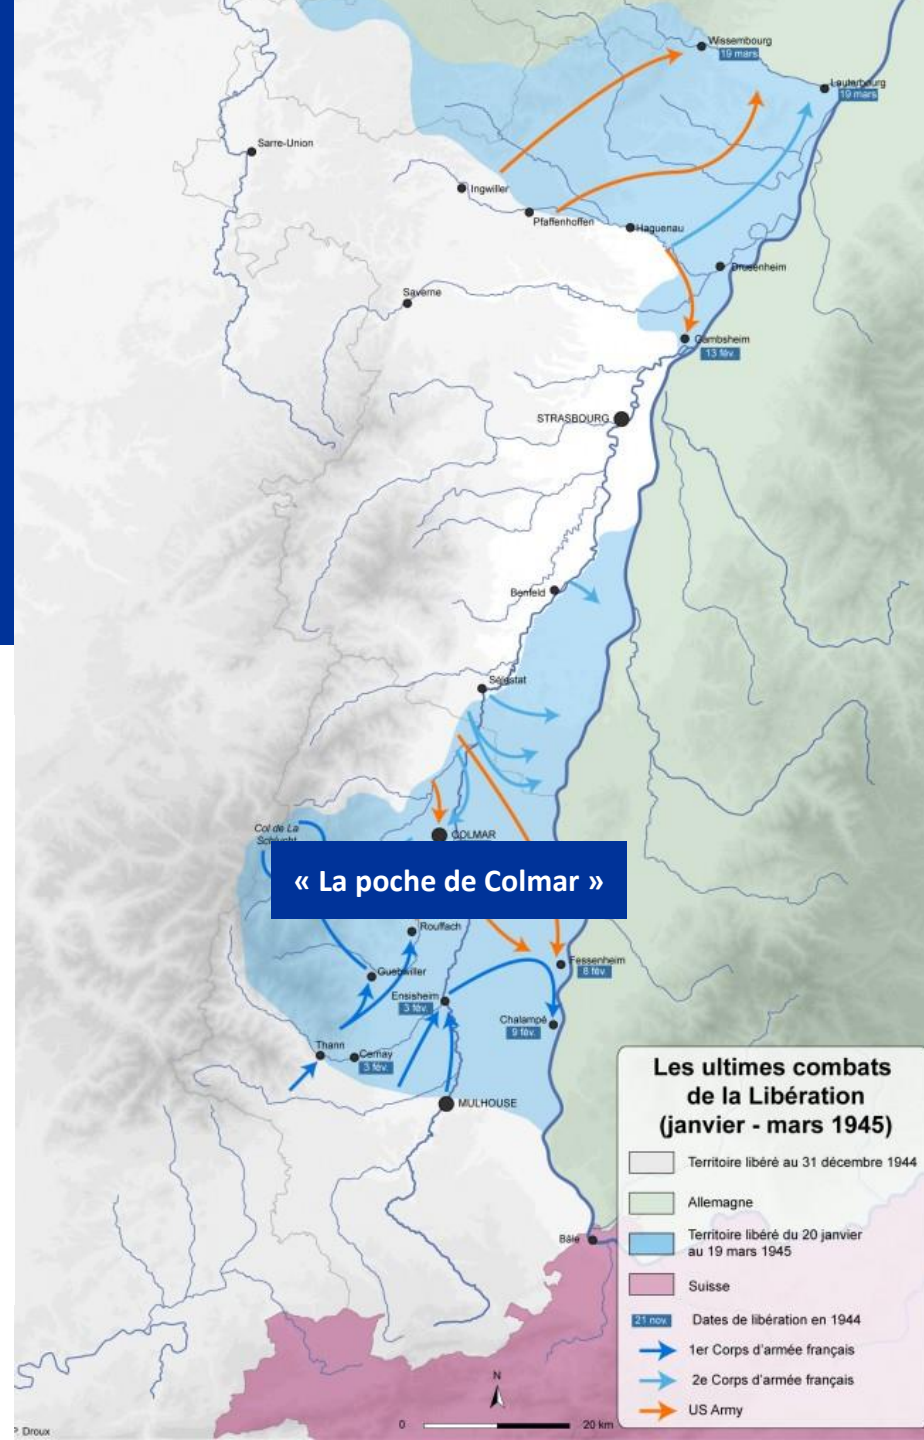 Wissembourg
19 mars
Lauterbourg
19 mars
Sarre-Union
Ingwiller
Pfaffenhoffen
Haguenau
Drusenheim
Saverne
Gambsheim
13 fév.
STRASBOURG
Benfeld
Sélestat
Col de La
Schlucht
COLMAR
« La poche de Colmar »
Rouffach
Fessenheim
8 fév.
Guebwiller
Ensisheim
3 fév.
Chalampé
9 fév.
Thann
Cernay
3 fév.
MULHOUSE
Bâle
Les ultimes combats
de la Libération
(janvier - mars 1945)
Territoire libéré au 31 décembre 1944
Allemagne
Territoire libéré du 20 janvier
au 19 mars 1945
Suisse
21 nov.
Dates de libération en 1944
1er Corps d'armée français
2e Corps d'armée français
US Army
N
0
20 km
P. Droux